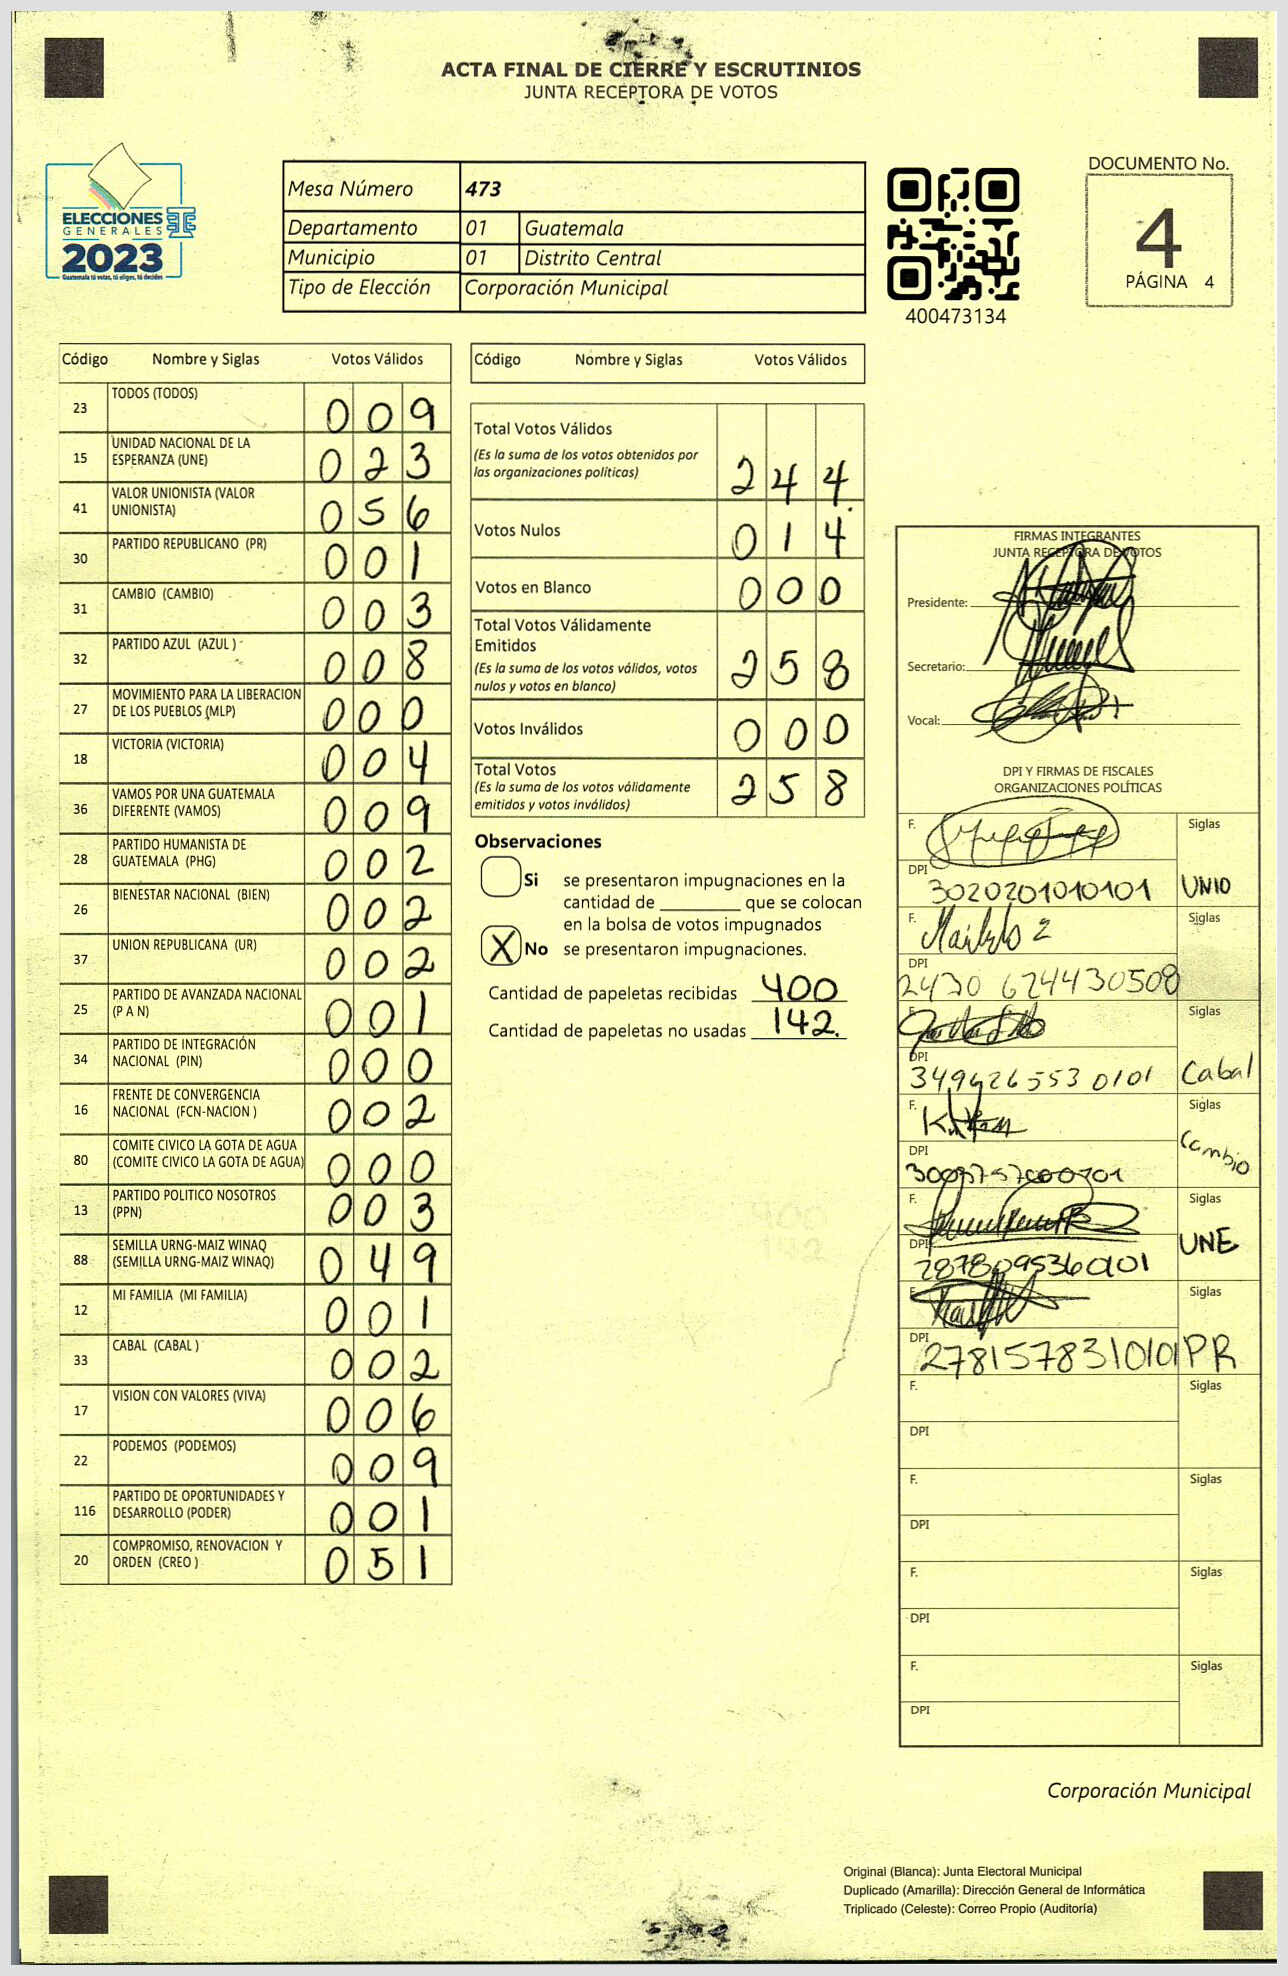 ACTA FINAL DE CIERRE Y ESCRUTINIOS
JUNTA RECEPTORA DE VOTOS
ELECCIONES
GENERALES
2023
Guatemala tú votas, tú eliges, tú decides
Mesa Número 473
Departamento 01 Guatemala
Municipio 01 Distrito Central
Tipo de Elección Corporación Municipal
400473134
DOCUMENTO No.
4
PÁGINA 4
Código Nombre y Siglas Votos Válidos
23 TODOS (TODOS) 0 0 9
15 UNIDAD NACIONAL DE LA
ESPERANZA (UNE) 0 2 3
41 VALOR UNIONISTA (VALOR
UNIONISTA) 0 5 6
30 PARTIDO REPUBLICANO (PR) 0 0 1
31 CAMBIO (CAMBIO) 0 0 3
32 PARTIDO AZUL (AZUL ) 0 0 8
27 MOVIMIENTO PARA LA LIBERACION
DE LOS PUEBLOS (MLP) 0 0 0
18 VICTORIA (VICTORIA) 0 0 4
36 VAMOS POR UNA GUATEMALA
DIFERENTE (VAMOS) 0 0 9
28 PARTIDO HUMANISTA DE
GUATEMALA (PHG) 0 0 2
26 BIENESTAR NACIONAL (BIEN) 0 0 2
37 UNION REPUBLICANA (UR) 0 0 2
25 PARTIDO DE AVANZADA NACIONAL
(P A N) 0 0 1
34 PARTIDO DE INTEGRACIÓN
NACIONAL (PIN) 0 0 0
16 FRENTE DE CONVERGENCIA
NACIONAL (FCN-NACION ) 0 0 2
80 COMITE CIVICO LA GOTA DE AGUA
(COMITE CIVICO LA GOTA DE AGUA) 0 0 0
13 PARTIDO POLITICO NOSOTROS
(PPN) 0 0 3
88 SEMILLA URNG-MAIZ WINAQ
(SEMILLA URNG-MAIZ WINAQ) 0 4 9
12 MI FAMILIA (MI FAMILIA) 0 0 1
33 CABAL (CABAL ) 0 0 2
17 VISION CON VALORES (VIVA) 0 0 6
22 PODEMOS (PODEMOS) 0 0 9
116 PARTIDO DE OPORTUNIDADES Y
DESARROLLO (PODER) 0 0 1
20 COMPROMISO, RENOVACION Y
ORDEN (CREO ) 0 5 1
Código Nombre y Siglas Votos Válidos
Total Votos Válidos
(Es la suma de los votos obtenidos por
las organizaciones políticas) 2 4 4
Votos Nulos 0 1 4
Votos en Blanco 0 0 0
Total Votos Válidamente
Emitidos
(Es la suma de los votos válidos, votos
nulos y votos en blanco) 2 5 8
Votos Inválidos 0 0 0
Total Votos
(Es la suma de los votos válidamente
emitidos y votos inválidos) 2 5 8
Observaciones
Si se presentaron impugnaciones en la
cantidad de ________ que se colocan
en la bolsa de votos impugnados
X No se presentaron impugnaciones.
Cantidad de papeletas recibidas 400
Cantidad de papeletas no usadas 142.
FIRMAS INTEGRANTES
JUNTA RECEPTORA DE VOTOS
Presidente:
Secretario:
Vocal:
DPI Y FIRMAS DE FISCALES
ORGANIZACIONES POLÍTICAS
F. Siglas
DPI 3020201010101 UNIO
F. Siglas
DPI 2430 624430508
F. Siglas
DPI 349426553 0101 Cabal
F. Siglas
DPI Cambio
F. Siglas
DPI UNE
F. Siglas
DPI 2781578310101 PR
F. Siglas
DPI
F. Siglas
DPI
F. Siglas
DPI
F. Siglas
DPI
Corporación Municipal
Original (Blanca): Junta Electoral Municipal
Duplicado (Amarilla): Dirección General de Informática
Triplicado (Celeste): Correo Propio (Auditoría)